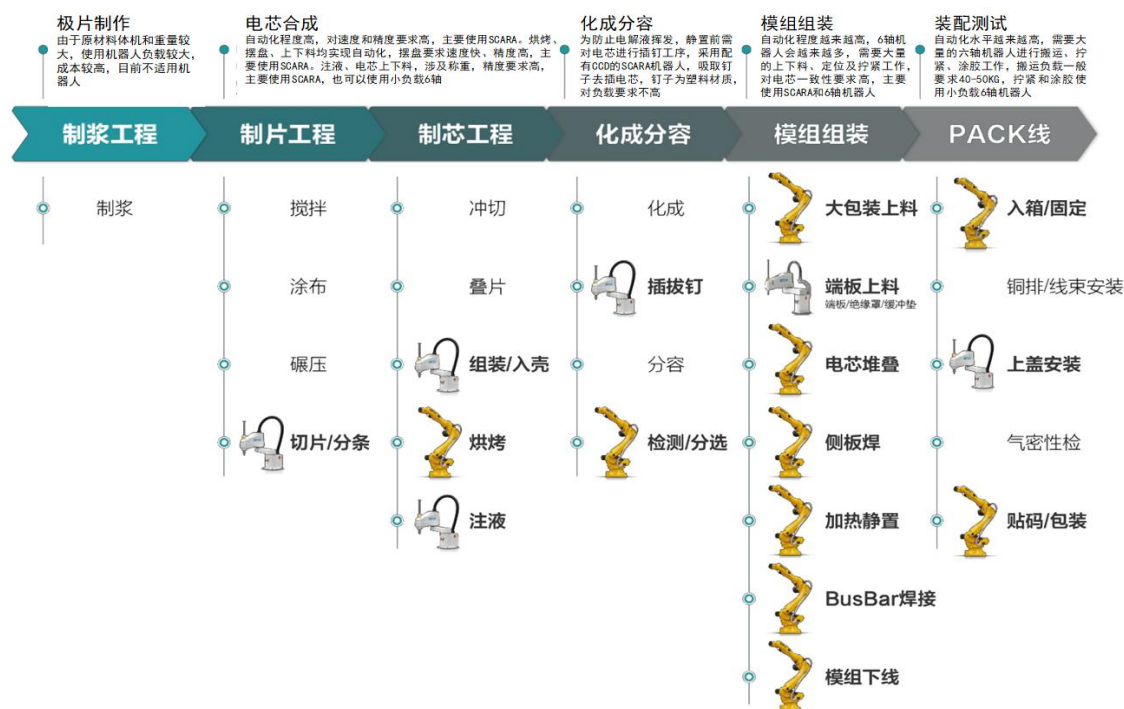 极片制作
由于原材料体机和重量较
大，使用机器人负载较大，
成本较高，目前不适用机
器人
电芯合成
自动化程度高，对速度和精度要求高，主要使用SCARA。烘烤、
摆盘、上下料均实现自动化，摆盘要求速度快、精度高，主
要使用SCARA。注液、电芯上下料，涉及称重，精度要求高，
主要使用SCARA，也可以使用小负载6轴
化成分容
为防止电解液挥发，静置前需
对电芯进行插钉工序，采用配
有CCD的SCARA机器人，吸取钉
子去插电芯，钉子为塑料材质，
对负载要求不高
模组组装
自动化程度越来越高，6轴机
器人会越来越多，需要大量
的上下料、定位及拧紧工作，
对电芯一致性要求高，主要
使用SCARA和6轴机器人
装配测试
自动化水平越来越高，需要大
量的六轴机器人进行搬运、拧
紧、涂胶工作，搬运负载一般
要求40-50KG，拧紧和涂胶使
用小负载6轴机器人
制浆工程
制片工程
制芯工程
化成分容
模组组装
PACK线
制浆
搅拌
涂布
碾压
切片/分条
冲切
叠片
组装/入壳
烘烤
注液
化成
插拔钉
分容
检测/分选
大包装上料
端板上料
端板/绝缘罩/缓冲垫
电芯堆叠
侧板焊
加热静置
BusBar焊接
模组下线
入箱/固定
铜排/线束安装
上盖安装
气密性检
贴码/包装